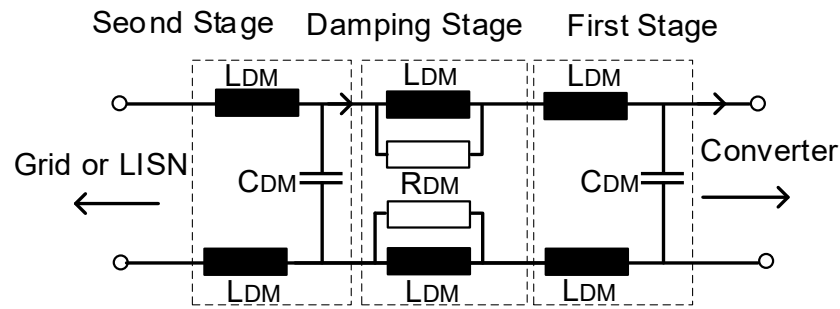 Seond Stage Damping Stage First Stage
LDM LDM LDM
Grid or LISN CDM RDM CDM Converter
LDM LDM LDM